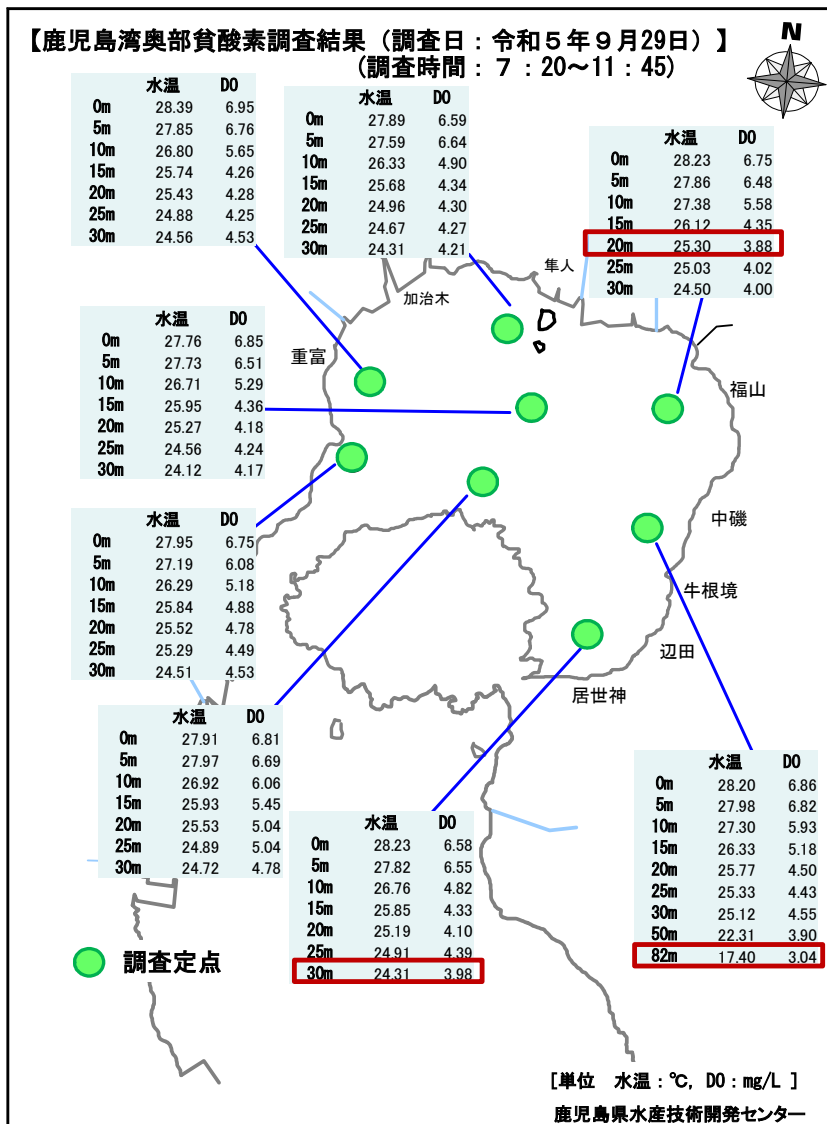 【鹿児島湾奥部貧酸素調査結果（調査日：令和５年９月29日）】
(調査時間：７：20～11：45)
N
水温 DO
0m 28.39 6.95
5m 27.85 6.76
10m 26.80 5.65
15m 25.74 4.26
20m 25.43 4.28
25m 24.88 4.25
30m 24.56 4.53
水温 DO
0m 27.89 6.59
5m 27.59 6.64
10m 26.33 4.90
15m 25.68 4.34
20m 24.96 4.30
25m 24.67 4.27
30m 24.31 4.21
水温 DO
0m 28.23 6.75
5m 27.86 6.48
10m 27.38 5.58
15m 26.12 4.35
20m 25.30 3.88
25m 25.03 4.02
30m 24.50 4.00
隼人
加治木
重富
福山
中磯
牛根境
辺田
居世神
水温 DO
0m 27.76 6.85
5m 27.73 6.51
10m 26.71 5.29
15m 25.95 4.36
20m 25.27 4.18
25m 24.56 4.24
30m 24.12 4.17
水温 DO
0m 27.95 6.75
5m 27.19 6.08
10m 26.29 5.18
15m 25.84 4.88
20m 25.52 4.78
25m 25.29 4.49
30m 24.51 4.53
水温 DO
0m 27.91 6.81
5m 27.97 6.69
10m 26.92 6.06
15m 25.93 5.45
20m 25.53 5.04
25m 24.89 5.04
30m 24.72 4.78
水温 DO
0m 28.23 6.58
5m 27.82 6.55
10m 26.76 4.82
15m 25.85 4.33
20m 25.19 4.10
25m 24.91 4.39
30m 24.31 3.98
水温 DO
0m 28.20 6.86
5m 27.98 6.82
10m 27.30 5.93
15m 26.33 5.18
20m 25.77 4.50
25m 25.33 4.43
30m 25.12 4.55
50m 22.31 3.90
82m 17.40 3.04
調査定点
[単位 水温：℃，DO：mg/L ]
鹿児島県水産技術開発センター